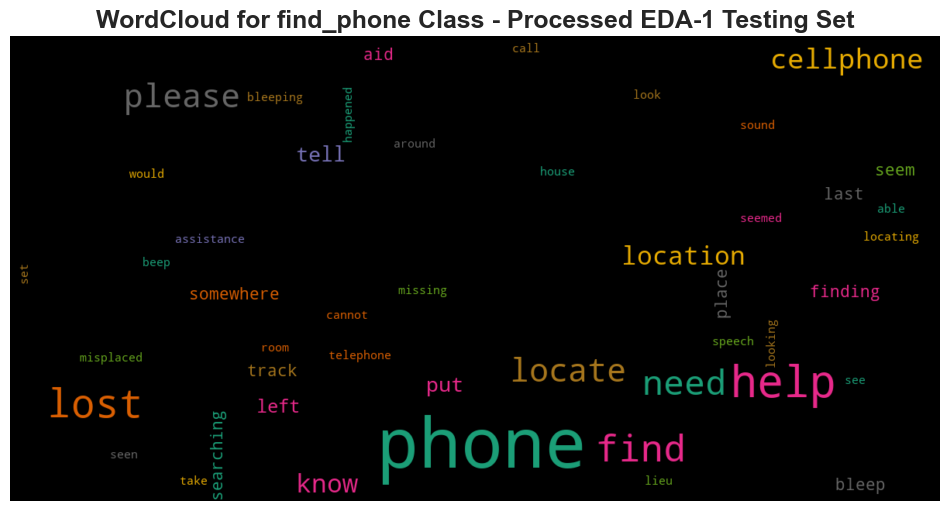 WordCloud for find_phone Class - Processed EDA-1 Testing Set
call
aid
cellphone
please
bleeping
happened
look
sound
around
tell
would
house
seem
last
able
seemed
assistance
locating
location
beep
set
somewhere
missing
place
finding
cannot
speech
looking
room
telephone
misplaced
track
locate
put
need
help
see
lost
left
phone
find
searching
seen
take
know
lieu
bleep